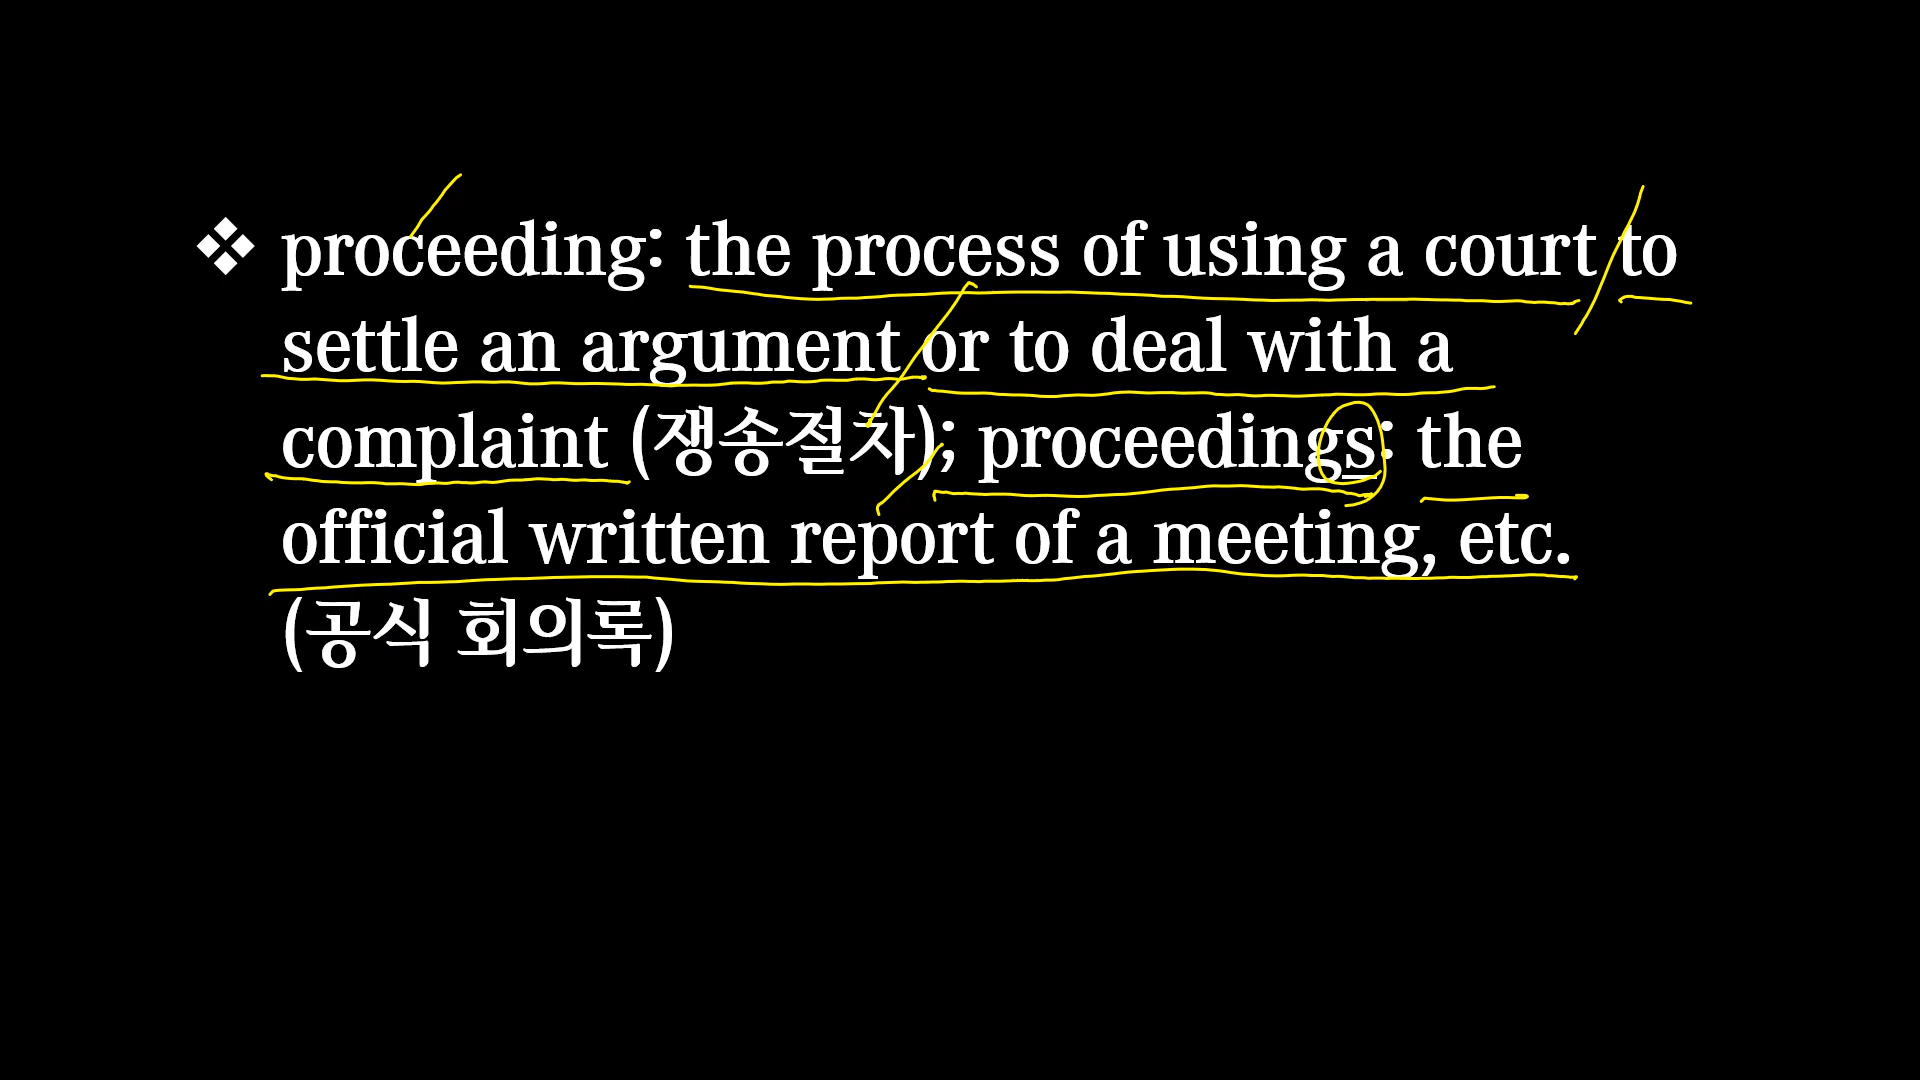 ❖ proceeding: the process of using a court to
settle an argument or to deal with a
complaint (쟁송절차); proceedings: the
official written report of a meeting, etc.
(공식 회의록)